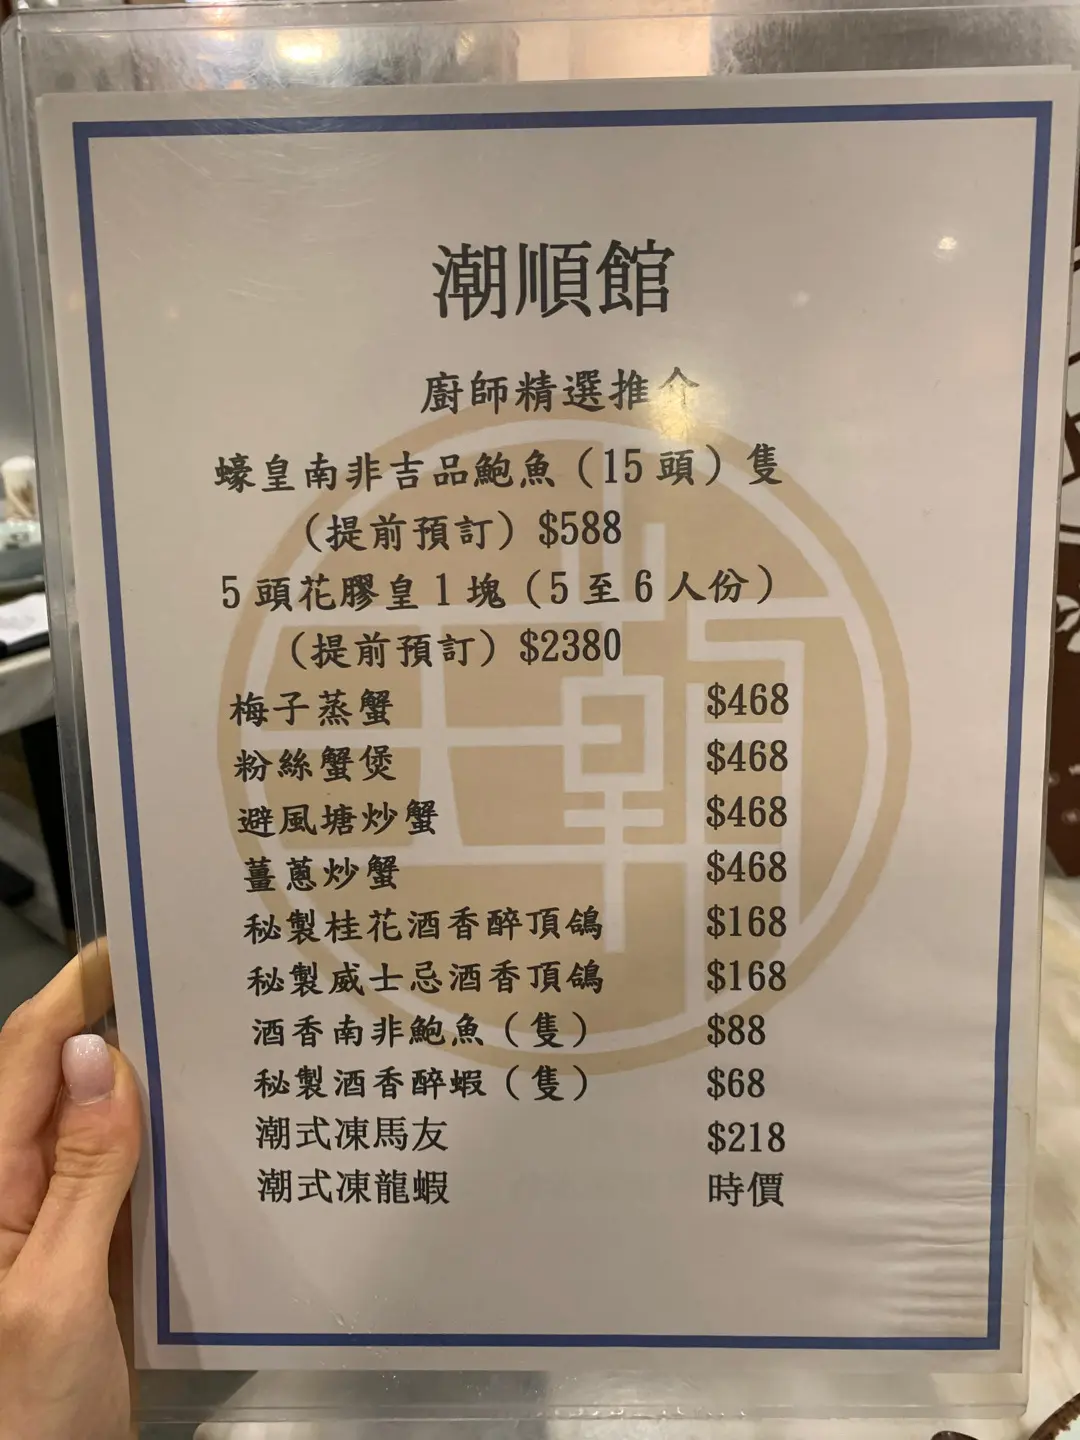 潮順館
廚師精選推介
蠔皇南非吉品鮑魚（15頭）隻
（提前預訂）$588
5頭花膠皇1塊（5至6人份）
（提前預訂）$2380
梅子蒸蟹 $468
粉絲蟹煲 $468
避風塘炒蟹 $468
薑蔥炒蟹 $468
秘製桂花酒香醉頂鴿 $168
秘製威士忌酒香頂鴿 $168
酒香南非鮑魚（隻） $88
秘製酒香醉蝦（隻） $68
潮式凍馬友 $218
潮式凍龍蝦 時價